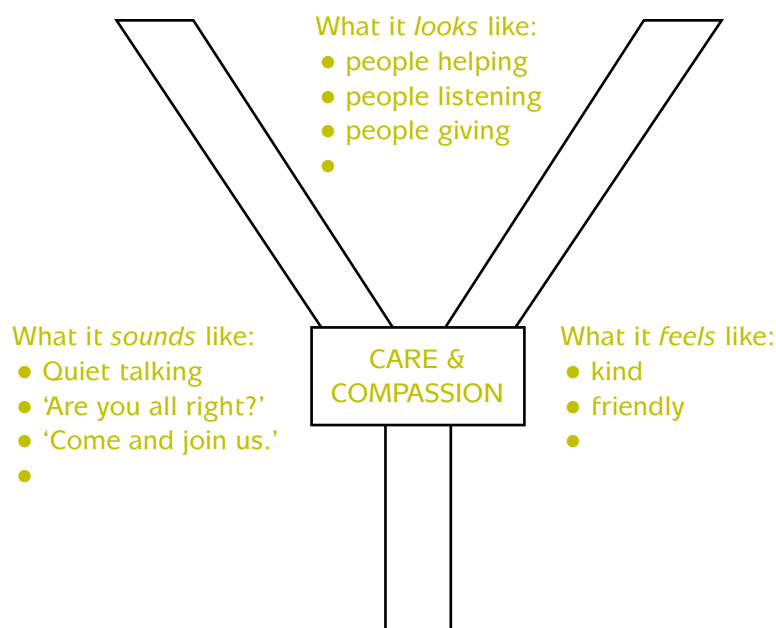 What it looks like:
• people helping
• people listening
• people giving
•
What it sounds like:
• Quiet talking
• ‘Are you all right?’
• ‘Come and join us.’
•
CARE &
COMPASSION
What it feels like:
• kind
• friendly
•